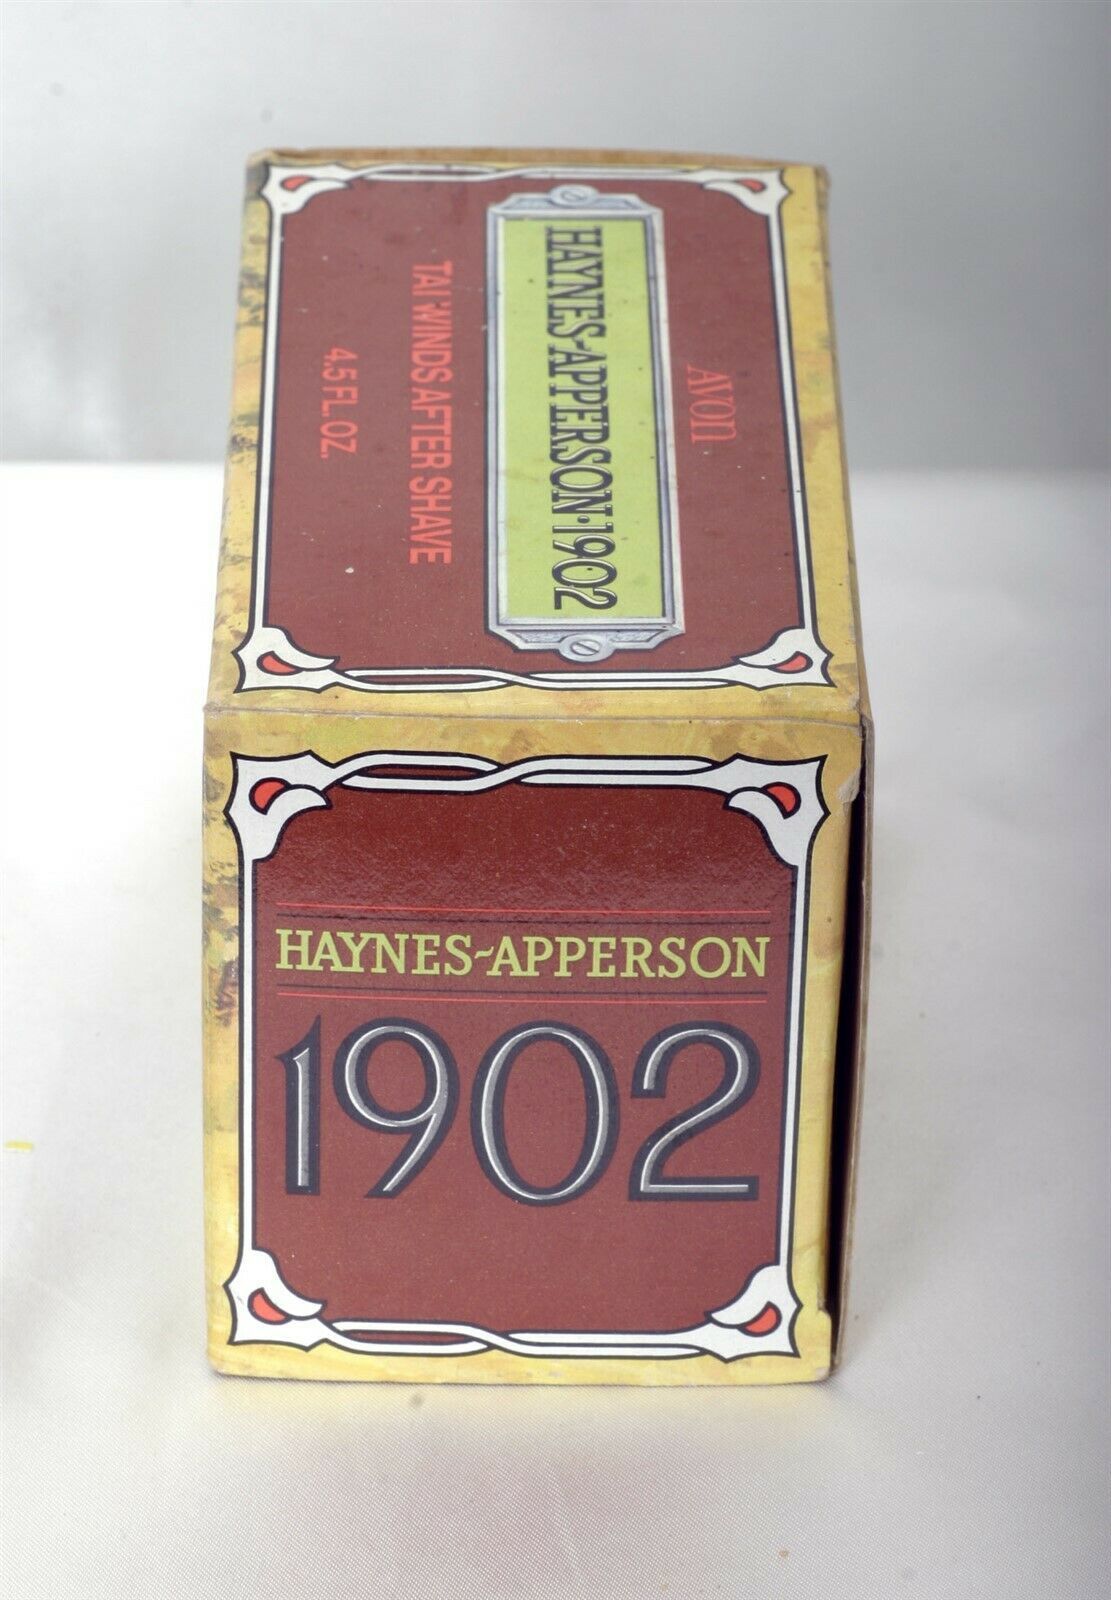 AVON
HAYNES~APPERSON·1902
TAI WINDS AFTER SHAVE
4.5 FL. OZ.
HAYNES~APPERSON
1902